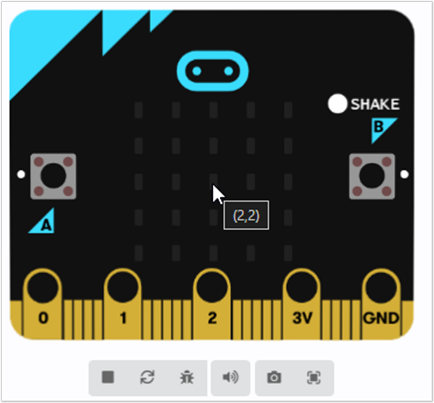 SHAKE
B
(2,2)
A
0 1 2 3V GND